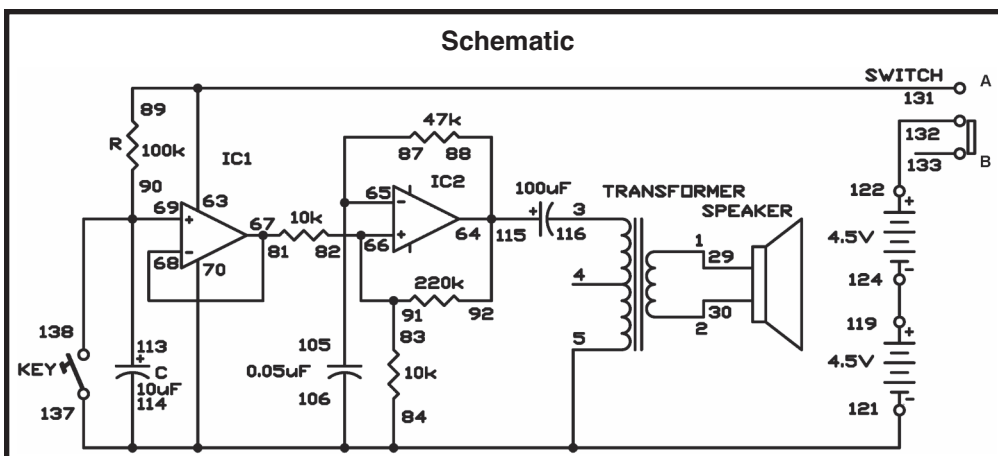 Schematic
SWITCH A
131
89
47k
132
R 100k
87 88
133 B
IC1
IC2
90
100uF TRANSFORMER
122 +
63
65 -
3
SPEAKER
69 +
67 10k
4.5V
66 +
64 115 116
1
29
68 -
81 82
-
70
220k
4
124
91 92
30
138
83
5
2
119
113
105
+
KEY + C
0.05uF
10k
4.5V
10uF
106
137 114
84
121 -